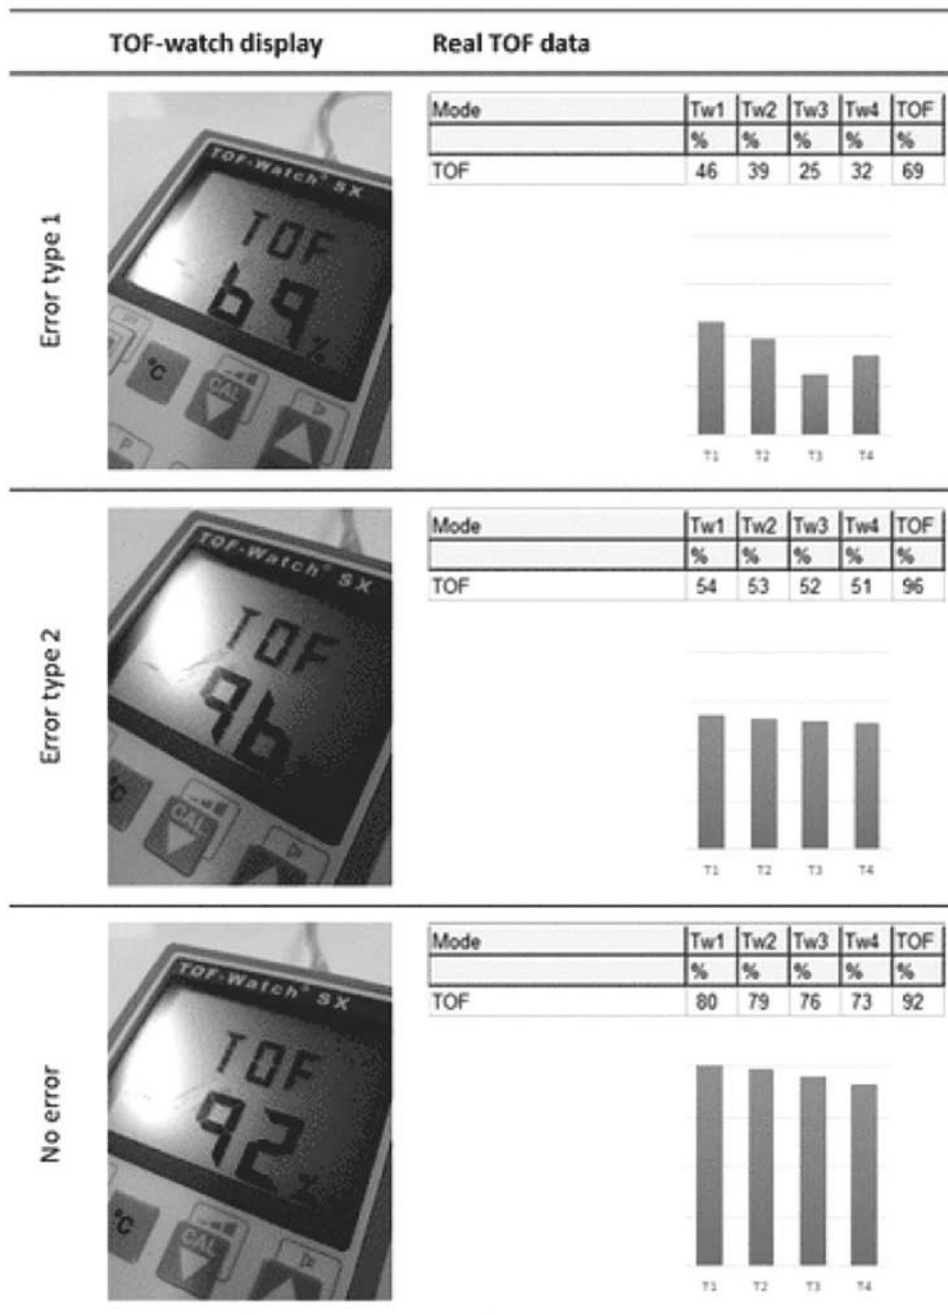 TOF-watch display Real TOF data
Error type 1
TOF-Watch® SX
TOF
69
%
°C
CAL
P
Mode Tw1 Tw2 Tw3 Tw4 TOF
% % % % %
TOF 46 39 25 32 69
T1 T2 T3 T4
Error type 2
TOF-Watch® SX
TOF
96
°C
CAL
Mode Tw1 Tw2 Tw3 Tw4 TOF
% % % % %
TOF 54 53 52 51 96
T1 T2 T3 T4
No error
TOF-Watch® SX
TOF
92
%
°C
CAL
Mode Tw1 Tw2 Tw3 Tw4 TOF
% % % % %
TOF 80 79 76 73 92
T1 T2 T3 T4